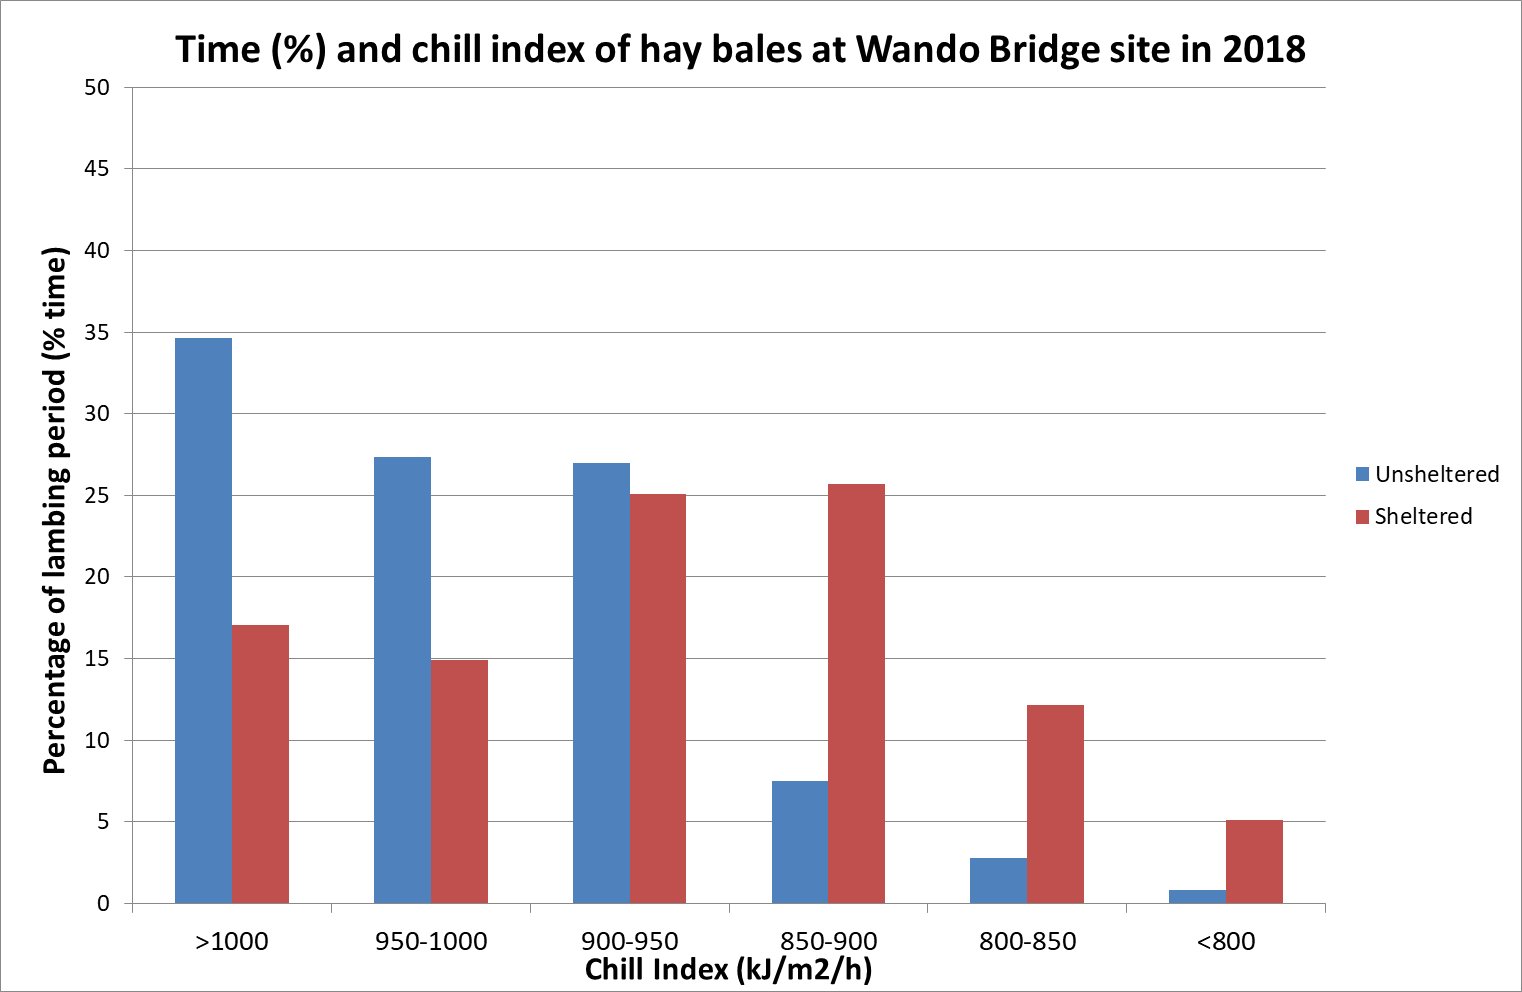 Time (%) and chill index of hay bales at Wando Bridge site in 2018
Percentage of lambing period (% time)
50
45
40
35
30
25
20
15
10
5
0
>1000 950-1000 900-950 850-900 800-850 <800
Chill Index (kJ/m2/h)
Unsheltered
Sheltered